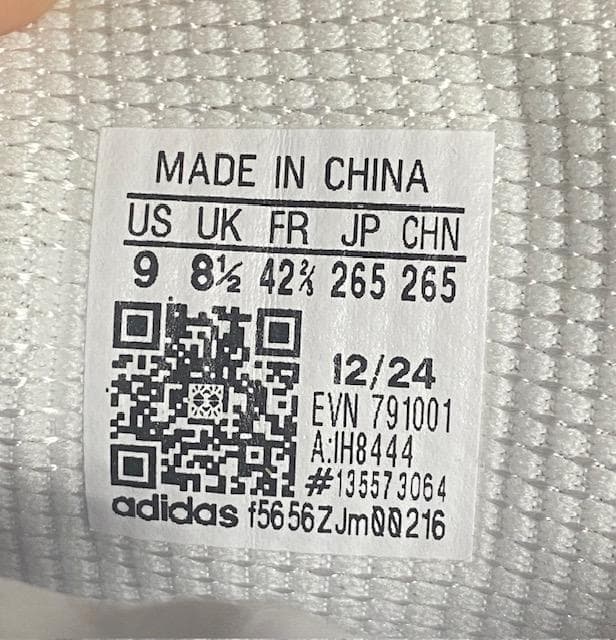 MADE IN CHINA
US UK FR JP CHN
9 8½ 42⅔ 265 265
12/24
EVN 791001
A:IH8444
#135573064
adidas f5656ZJm00216